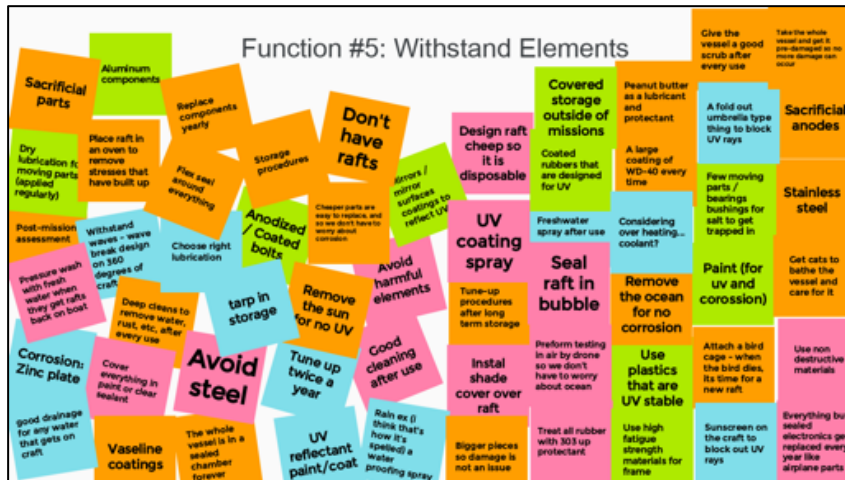 Function #5: Withstand Elements
Sacrificial
parts
Aluminum
components
Replace
components
yearly
Dry
lubrication for
moving parts
(applied
regularly)
Place raft in
an oven to
remove
stresses that
have built up
Flex seal
around
everything
Storage
procedures
Don't
have
rafts
Mirrors /
mirror
surfaces
coatings to
reflect UV
Post-mission
assessment
Withstand
waves - wave
break design
on 360
degrees of
craft
Choose right
lubrication
Anodized
/ Coated
bolts
Cheaper parts are
easy to replace, and
so we don't have to
worry about
corrosion
Pressure wash
with fresh
water when
they get rafts
back on boat
Deep cleans to
remove water,
rust, etc, after
every use
tarp in
storage
Remove
the sun
for no UV
Avoid
harmful
elements
Corrosion:
Zinc plate
good drainage
for any water
that gets on
craft
Cover
everything in
paint or clear
sealant
Avoid
steel
Tune up
twice a
year
Good
cleaning
after use
Vaseline
coatings
The whole
vessel is in a
sealed
chamber
forever
UV
reflectant
paint/coat
Rain ex (i
think that's
how it's
spelled) a
water
proofing spray
Design raft
cheep so it
is disposable
Covered
storage
outside of
missions
Coated
rubbers that
are designed
for UV
Peanut butter
as a lubricant
and
protectant
A large
coating of
WD-40 every
time
Give the
vessel a good
scrub after
every use
Take the whole
vessel and get it
pre-damaged so no
more damage can
occur
A fold out
umbrella type
thing to block
UV rays
Sacrificial
anodes
UV
coating
spray
Freshwater
spray after use
Considering
over heating...
coolant?
Few moving
parts /
bearings
bushings for
salt to get
trapped in
Stainless
steel
Tune-up
procedures
after long
term storage
Seal
raft in
bubble
Remove
the ocean
for no
corrosion
Paint (for
uv and
corossion)
Get cats to
bathe the
vessel and
care for it
Instal
shade
cover over
raft
Preform testing
in air by drone
so we don't
have to worry
about ocean
Use
plastics
that are
UV stable
Attach a bird
cage - when
the bird dies,
its time for a
new raft
Use non
destructive
materials
Bigger pieces
so damage is
not an issue
Treat all rubber
with 303 up
protectant
Use high
fatigue
strength
materials for
frame
Sunscreen on
the craft to
block out UV
rays
Everything but
sealed
electronics get
replaced every
year like
airplane parts